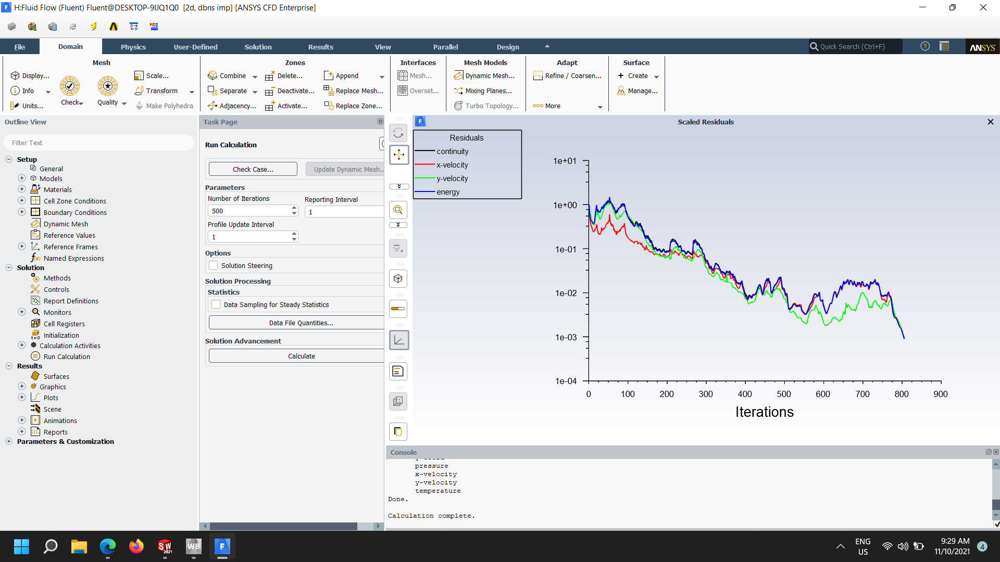 H:Fluid Flow (Fluent) Fluent@DESKTOP-9IJQ1Q0 [2d, dbns imp] [ANSYS CFD Enterprise]
File Domain Physics User-Defined Solution Results View Parallel Design
Quick Search (Ctrl+F)
ANSYS
Mesh
Display...
Info
Units...
Check
Quality
Scale...
Transform
Make Polyhedra
Zones
Combine
Separate
Adjacency...
Delete...
Deactivate...
Activate...
Append
Replace Mesh...
Replace Zone...
Interfaces
Mesh...
Overset...
Mesh Models
Dynamic Mesh...
Mixing Planes...
Turbo Topology...
Adapt
Refine / Coarsen...
More
Surface
Create
Manage...
Outline View
Filter Text
Setup
General
Models
Materials
Cell Zone Conditions
Boundary Conditions
Dynamic Mesh
Reference Values
Reference Frames
Named Expressions
Solution
Methods
Controls
Report Definitions
Monitors
Cell Registers
Initialization
Calculation Activities
Run Calculation
Results
Surfaces
Graphics
Plots
Scene
Animations
Reports
Parameters & Customization
Task Page
Run Calculation
Check Case...
Update Dynamic Mesh..
Parameters
Number of Iterations
500
Reporting Interval
1
Profile Update Interval
1
Options
Solution Steering
Solution Processing
Statistics
Data Sampling for Steady Statistics
Data File Quantities...
Solution Advancement
Calculate
Scaled Residuals
Residuals
continuity
x-velocity
y-velocity
energy
1e+01
1e+00
1e-01
1e-02
1e-03
1e-04
0 100 200 300 400 500 600 700 800 900
Iterations
Console
pressure
x-velocity
y-velocity
temperature
Done.
Calculation complete.
SW
2021
WB
F
ENG
US
9:29 AM
11/10/2021
4